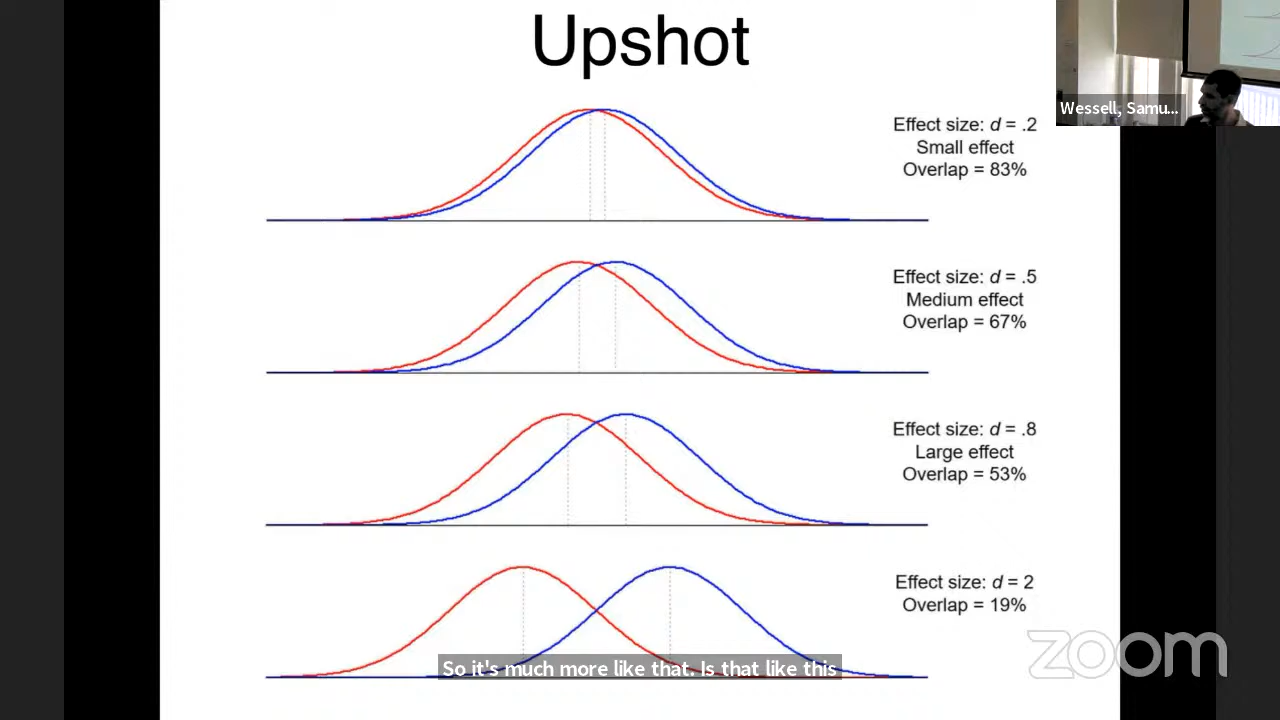 Upshot
Wessell, Samu...
Effect size: d = .2
Small effect
Overlap = 83%
Effect size: d = .5
Medium effect
Overlap = 67%
Effect size: d = .8
Large effect
Overlap = 53%
Effect size: d = 2
Overlap = 19%
zoom
So it's much more like that. Is that like this